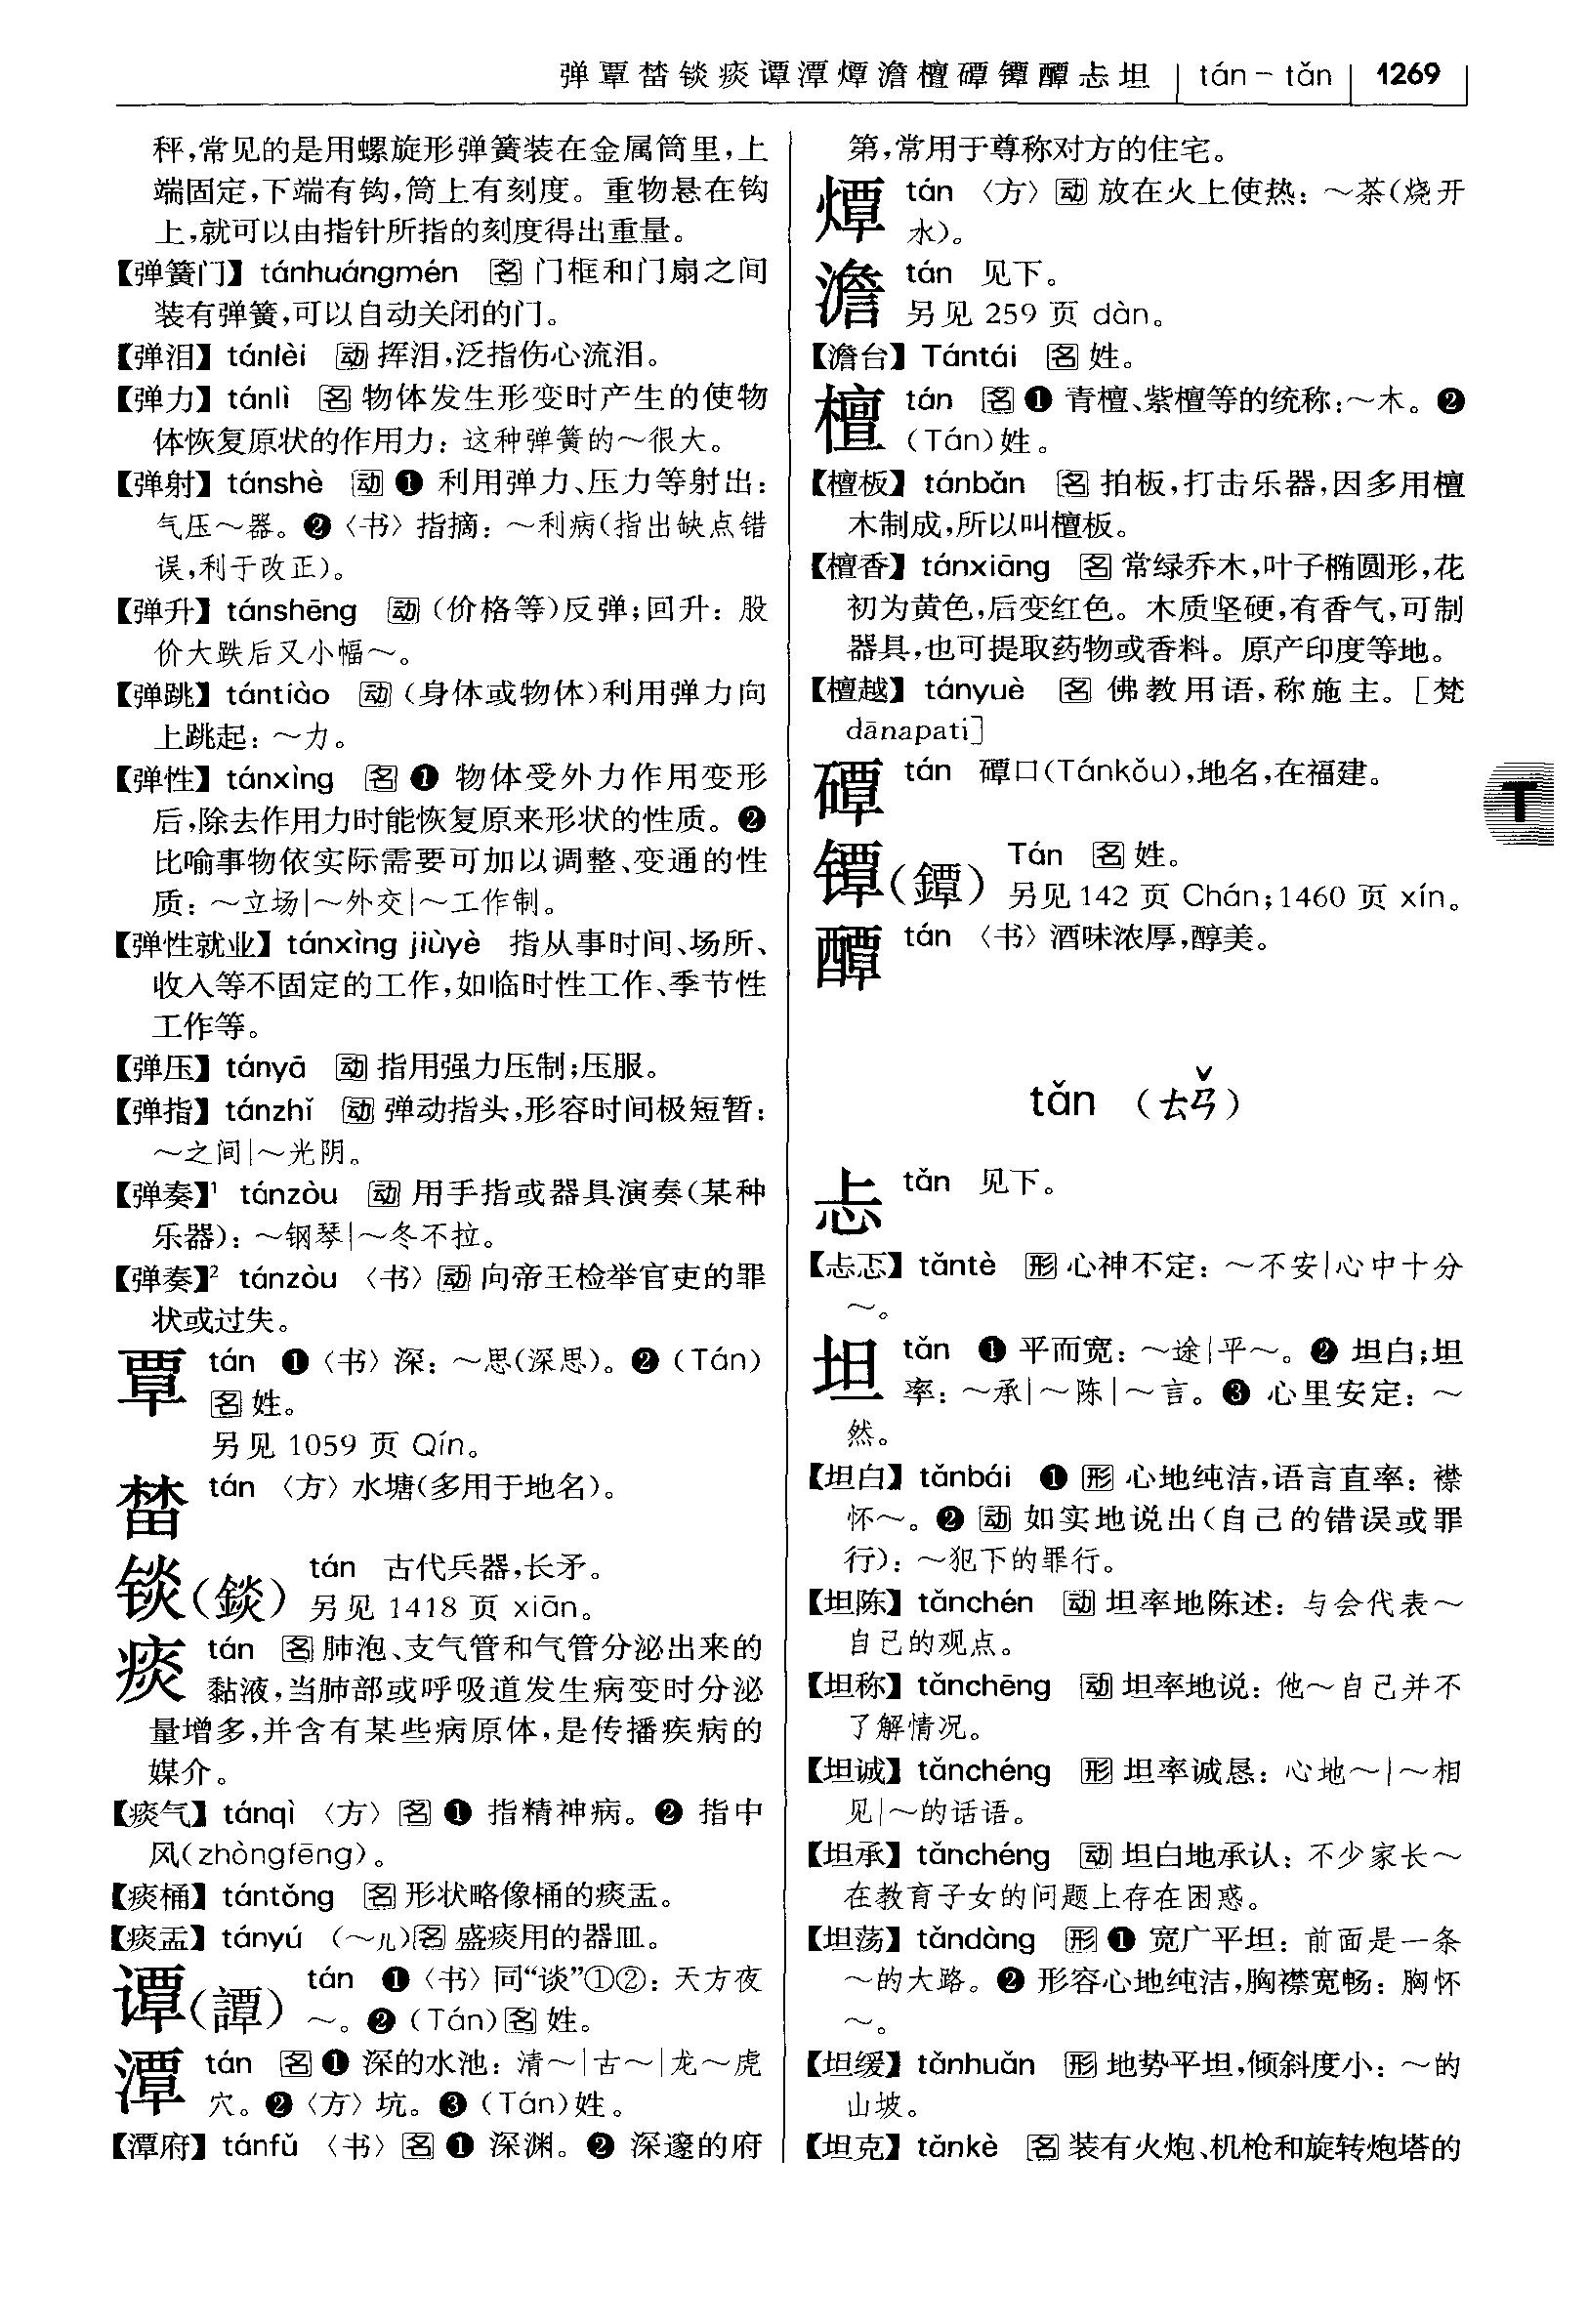 弹覃榃锬痰谭潭燂澹檀磹镡醰忐坦 tán－tǎn 1269
秤,常见的是用螺旋形弹簧装在金属筒里,上
端固定,下端有钩,筒上有刻度。重物悬在钩
上,就可以由指针所指的刻度得出重量。
【弹簧门】tánhuángmén 名 门框和门扇之间
装有弹簧,可以自动关闭的门。
【弹泪】tánlèi 动 挥泪,泛指伤心流泪。
【弹力】tánlì 名 物体发生形变时产生的使物
体恢复原状的作用力：这种弹簧的～很大。
【弹射】tánshè 动 ❶ 利用弹力、压力等射出：
气压～器。❷〈书〉指摘：～利病(指出缺点错
误,利于改正)。
【弹升】tánshēng 动 (价格等)反弹;回升：股
价大跌后又小幅～。
【弹跳】tántiào 动 (身体或物体)利用弹力向
上跳起：～力。
【弹性】tánxìng 名 ❶ 物体受外力作用变形
后,除去作用力时能恢复原来形状的性质。❷
比喻事物依实际需要可加以调整、变通的性
质：～立场|～外交|～工作制。
【弹性就业】tánxìng jiùyè 指从事时间、场所、
收入等不固定的工作,如临时性工作、季节性
工作等。
【弹压】tányā 动 指用强力压制;压服。
【弹指】tánzhǐ 动 弹动指头,形容时间极短暂：
～之间|～光阴。
【弹奏】¹ tánzòu 动 用手指或器具演奏(某种
乐器)：～钢琴|～冬不拉。
【弹奏】² tánzòu 〈书〉动 向帝王检举官吏的罪
状或过失。
覃 tán ❶〈书〉深：～思(深思)。❷(Tán)
名 姓。
另见 1059 页 Qín。
榃 tán 〈方〉水塘(多用于地名)。
锬(錟) tán 古代兵器,长矛。
另见 1418 页 xiān。
痰 tán 名 肺泡、支气管和气管分泌出来的
黏液,当肺部或呼吸道发生病变时分泌
量增多,并含有某些病原体,是传播疾病的
媒介。
【痰气】tánqì 〈方〉名 ❶ 指精神病。❷ 指中
风(zhòngfēng)。
【痰桶】tántǒng 名 形状略像桶的痰盂。
【痰盂】tányú (～儿)名 盛痰用的器皿。
谭(譚) tán ❶〈书〉同“谈”①②：天方夜
～。❷(Tán)名 姓。
潭 tán 名 ❶ 深的水池：清～|古～|龙～虎
穴。❷〈方〉坑。❸(Tán)姓。
【潭府】tánfǔ 〈书〉名 ❶ 深渊。❷ 深邃的府
第,常用于尊称对方的住宅。
燂 tán 〈方〉动 放在火上使热：～茶(烧开
水)。
澹 tán 见下。
另见 259 页 dàn。
【澹台】Tántái 名 姓。
檀 tán 名 ❶ 青檀、紫檀等的统称：～木。❷
(Tán)姓。
【檀板】tánbǎn 名 拍板,打击乐器,因多用檀
木制成,所以叫檀板。
【檀香】tánxiāng 名 常绿乔木,叶子椭圆形,花
初为黄色,后变红色。木质坚硬,有香气,可制
器具,也可提取药物或香料。原产印度等地。
【檀越】tányuè 名 佛教用语,称施主。［梵
dānapati］
磹 tán 磹口(Tánkǒu),地名,在福建。
镡(鐔) Tán 名 姓。
另见 142 页 Chán;1460 页 xín。
醰 tán 〈书〉酒味浓厚,醇美。
tǎn (ㄊㄢˇ)
忐 tǎn 见下。
【忐忑】tǎntè 形 心神不定：～不安|心中十分
～。
坦 tǎn ❶ 平而宽：～途|平～。❷ 坦白;坦
率：～承|～陈|～言。❸ 心里安定：～
然。
【坦白】tǎnbái ❶ 形 心地纯洁,语言直率：襟
怀～。❷ 动 如实地说出(自己的错误或罪
行)：～犯下的罪行。
【坦陈】tǎnchén 动 坦率地陈述：与会代表～
自己的观点。
【坦称】tǎnchēng 动 坦率地说：他～自己并不
了解情况。
【坦诚】tǎnchéng 形 坦率诚恳：心地～|～相
见|～的话语。
【坦承】tǎnchéng 动 坦白地承认：不少家长～
在教育子女的问题上存在困惑。
【坦荡】tǎndàng 形 ❶ 宽广平坦：前面是一条
～的大路。❷ 形容心地纯洁,胸襟宽畅：胸怀
～。
【坦缓】tǎnhuǎn 形 地势平坦,倾斜度小：～的
山坡。
【坦克】tǎnkè 名 装有火炮、机枪和旋转炮塔的
T